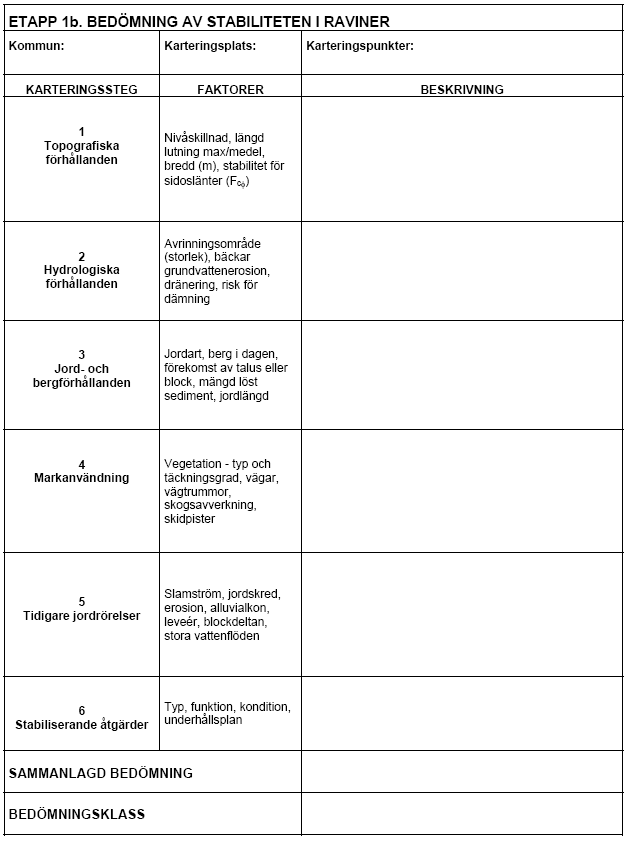 ETAPP 1b. BEDÖMNING AV STABILITETEN I RAVINER
Kommun:
Karteringsplats:
Karteringspunkter:
KARTERINGSSTEG
FAKTORER
BESKRIVNING
1
Topografiska
förhållanden
Nivåskillnad, längd
lutning max/medel,
bredd (m), stabilitet för
sidoslänter (Fcϕ)
2
Hydrologiska
förhållanden
Avrinningsområde
(storlek), bäckar
grundvattenerosion,
dränering, risk för
dämning
3
Jord- och
bergförhållanden
Jordart, berg i dagen,
förekomst av talus eller
block, mängd löst
sediment, jordlängd
4
Markanvändning
Vegetation - typ och
täckningsgrad, vägar,
vägtrummor,
skogsavverkning,
skidpister
5
Tidigare jordrörelser
Slamström, jordskred,
erosion, alluvialkon,
leveér, blockdeltan,
stora vattenflöden
6
Stabiliserande åtgärder
Typ, funktion, kondition,
underhållsplan
SAMMANLAGD BEDÖMNING
BEDÖMNINGSKLASS